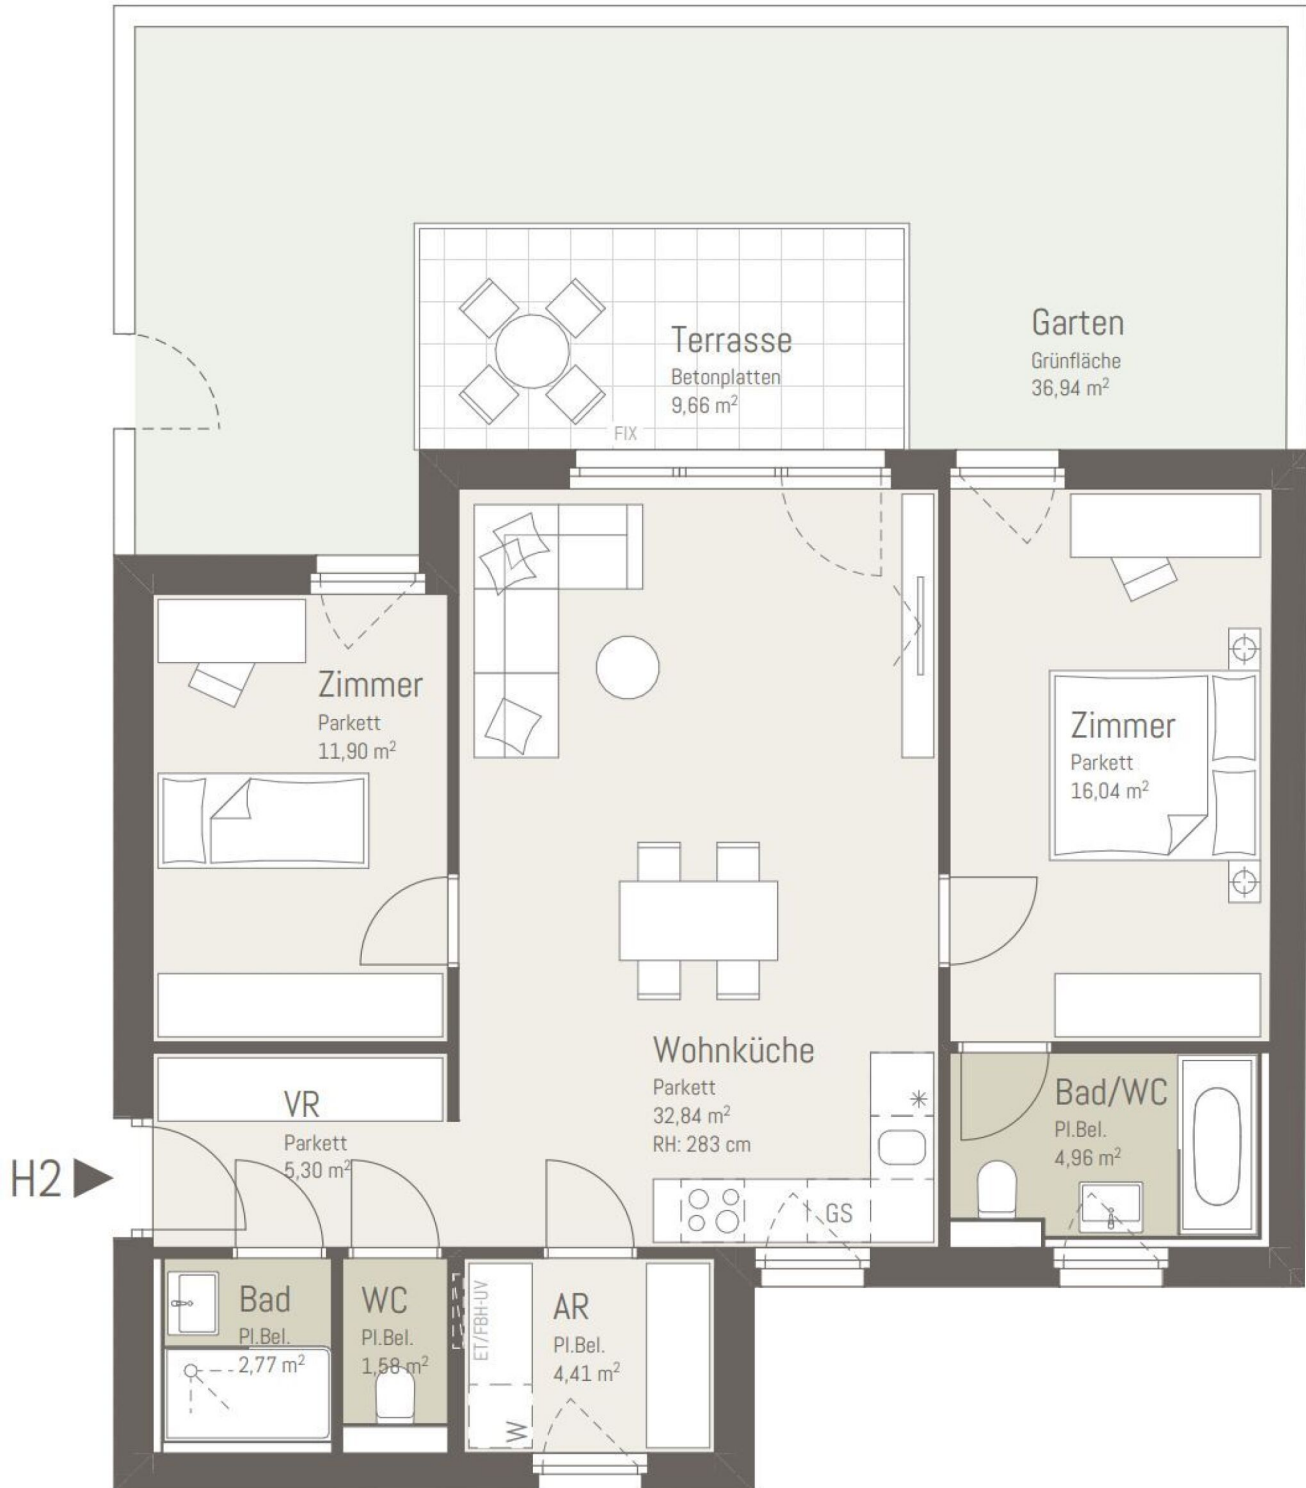 Garten
Grünfläche
36,94 m²
Terrasse
Betonplatten
9,66 m²
FIX
Zimmer
Parkett
11,90 m²
Zimmer
Parkett
16,04 m²
Wohnküche
Parkett
32,84 m²
RH: 283 cm
VR
Parkett
5,30 m²
H2
GS
Bad/WC
Pl.Bel.
4,96 m²
Bad
Pl.Bel.
2,77 m²
WC
Pl.Bel.
1,58 m²
ET/FBH-UV
W
AR
Pl.Bel.
4,41 m²